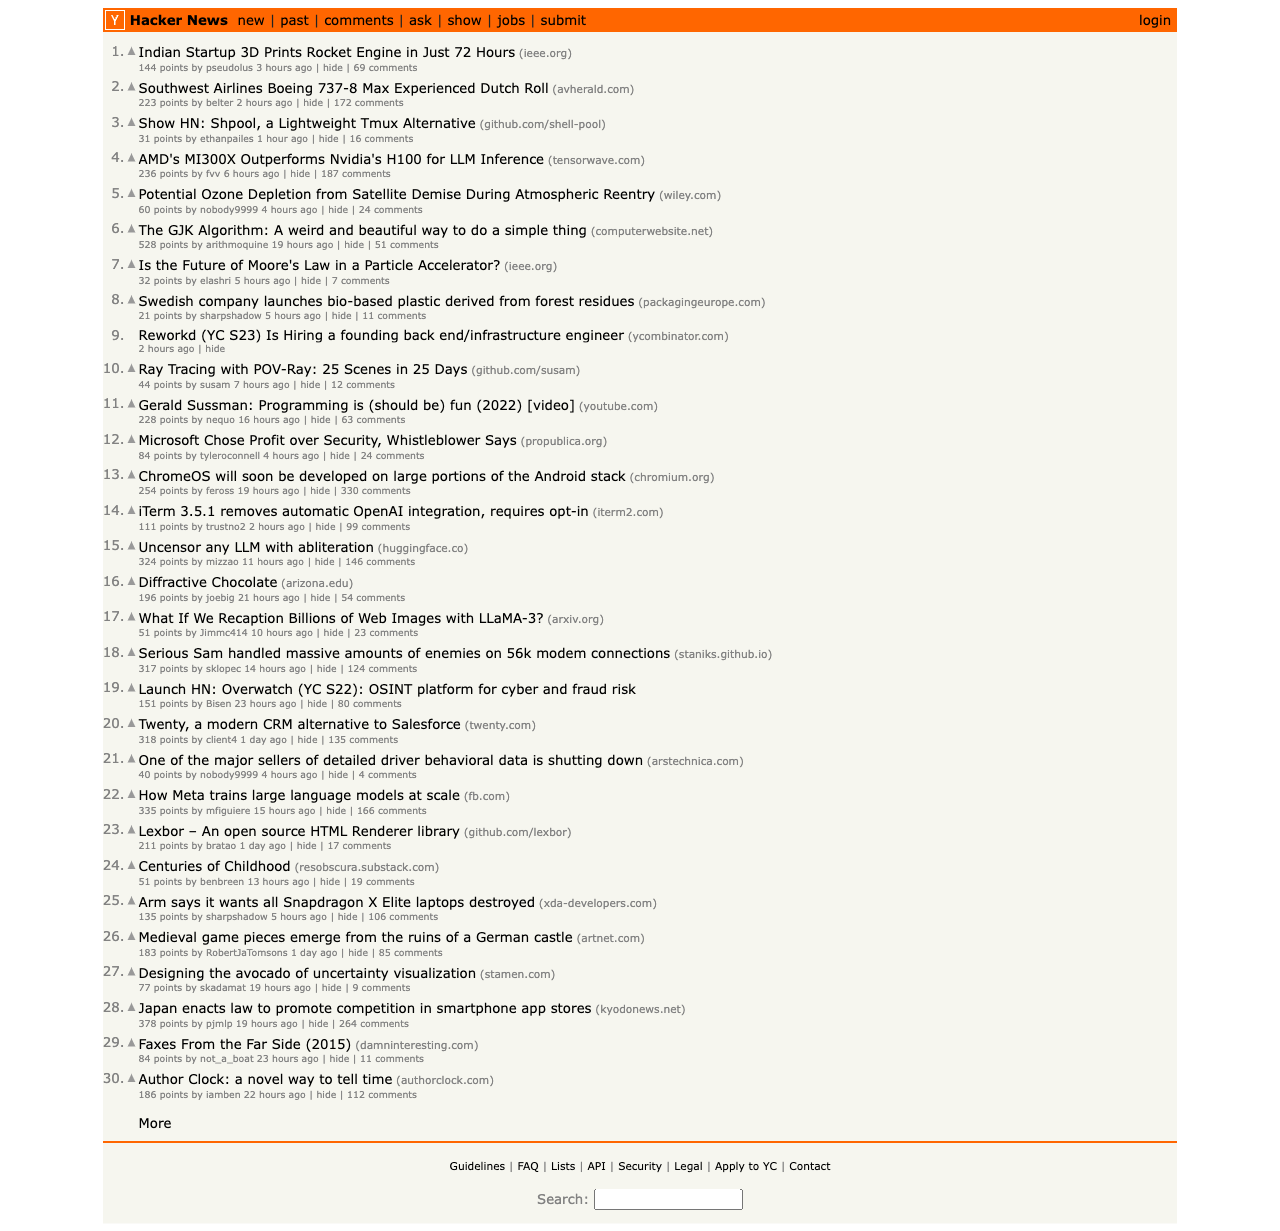 Y Hacker News new | past | comments | ask | show | jobs | submit login
1. Indian Startup 3D Prints Rocket Engine in Just 72 Hours (ieee.org)
144 points by pseudolus 3 hours ago | hide | 69 comments
2. Southwest Airlines Boeing 737-8 Max Experienced Dutch Roll (avherald.com)
223 points by belter 2 hours ago | hide | 172 comments
3. Show HN: Shpool, a Lightweight Tmux Alternative (github.com/shell-pool)
31 points by ethanpailes 1 hour ago | hide | 16 comments
4. AMD's MI300X Outperforms Nvidia's H100 for LLM Inference (tensorwave.com)
236 points by fvv 6 hours ago | hide | 187 comments
5. Potential Ozone Depletion from Satellite Demise During Atmospheric Reentry (wiley.com)
60 points by nobody9999 4 hours ago | hide | 24 comments
6. The GJK Algorithm: A weird and beautiful way to do a simple thing (computerwebsite.net)
528 points by arithmoquine 19 hours ago | hide | 51 comments
7. Is the Future of Moore's Law in a Particle Accelerator? (ieee.org)
32 points by elashri 5 hours ago | hide | 7 comments
8. Swedish company launches bio-based plastic derived from forest residues (packagingeurope.com)
21 points by sharpshadow 5 hours ago | hide | 11 comments
9. Reworkd (YC S23) Is Hiring a founding back end/infrastructure engineer (ycombinator.com)
2 hours ago | hide
10. Ray Tracing with POV-Ray: 25 Scenes in 25 Days (github.com/susam)
44 points by susam 7 hours ago | hide | 12 comments
11. Gerald Sussman: Programming is (should be) fun (2022) [video] (youtube.com)
228 points by nequo 16 hours ago | hide | 63 comments
12. Microsoft Chose Profit over Security, Whistleblower Says (propublica.org)
84 points by tyleroconnell 4 hours ago | hide | 24 comments
13. ChromeOS will soon be developed on large portions of the Android stack (chromium.org)
254 points by feross 19 hours ago | hide | 330 comments
14. iTerm 3.5.1 removes automatic OpenAI integration, requires opt-in (iterm2.com)
111 points by trustno2 2 hours ago | hide | 99 comments
15. Uncensor any LLM with abliteration (huggingface.co)
324 points by mizzao 11 hours ago | hide | 146 comments
16. Diffractive Chocolate (arizona.edu)
196 points by joebig 21 hours ago | hide | 54 comments
17. What If We Recaption Billions of Web Images with LLaMA-3? (arxiv.org)
51 points by Jimmc414 10 hours ago | hide | 23 comments
18. Serious Sam handled massive amounts of enemies on 56k modem connections (staniks.github.io)
317 points by sklopec 14 hours ago | hide | 124 comments
19. Launch HN: Overwatch (YC S22): OSINT platform for cyber and fraud risk
151 points by Bisen 23 hours ago | hide | 80 comments
20. Twenty, a modern CRM alternative to Salesforce (twenty.com)
318 points by client4 1 day ago | hide | 135 comments
21. One of the major sellers of detailed driver behavioral data is shutting down (arstechnica.com)
40 points by nobody9999 4 hours ago | hide | 4 comments
22. How Meta trains large language models at scale (fb.com)
335 points by mfiguiere 15 hours ago | hide | 166 comments
23. Lexbor – An open source HTML Renderer library (github.com/lexbor)
211 points by bratao 1 day ago | hide | 17 comments
24. Centuries of Childhood (resobscura.substack.com)
51 points by benbreen 13 hours ago | hide | 19 comments
25. Arm says it wants all Snapdragon X Elite laptops destroyed (xda-developers.com)
135 points by sharpshadow 5 hours ago | hide | 106 comments
26. Medieval game pieces emerge from the ruins of a German castle (artnet.com)
183 points by RobertJaTomsons 1 day ago | hide | 85 comments
27. Designing the avocado of uncertainty visualization (stamen.com)
77 points by skadamat 19 hours ago | hide | 9 comments
28. Japan enacts law to promote competition in smartphone app stores (kyodonews.net)
378 points by pjmlp 19 hours ago | hide | 264 comments
29. Faxes From the Far Side (2015) (damninteresting.com)
84 points by not_a_boat 23 hours ago | hide | 11 comments
30. Author Clock: a novel way to tell time (authorclock.com)
186 points by iamben 22 hours ago | hide | 112 comments
More
Guidelines | FAQ | Lists | API | Security | Legal | Apply to YC | Contact
Search: